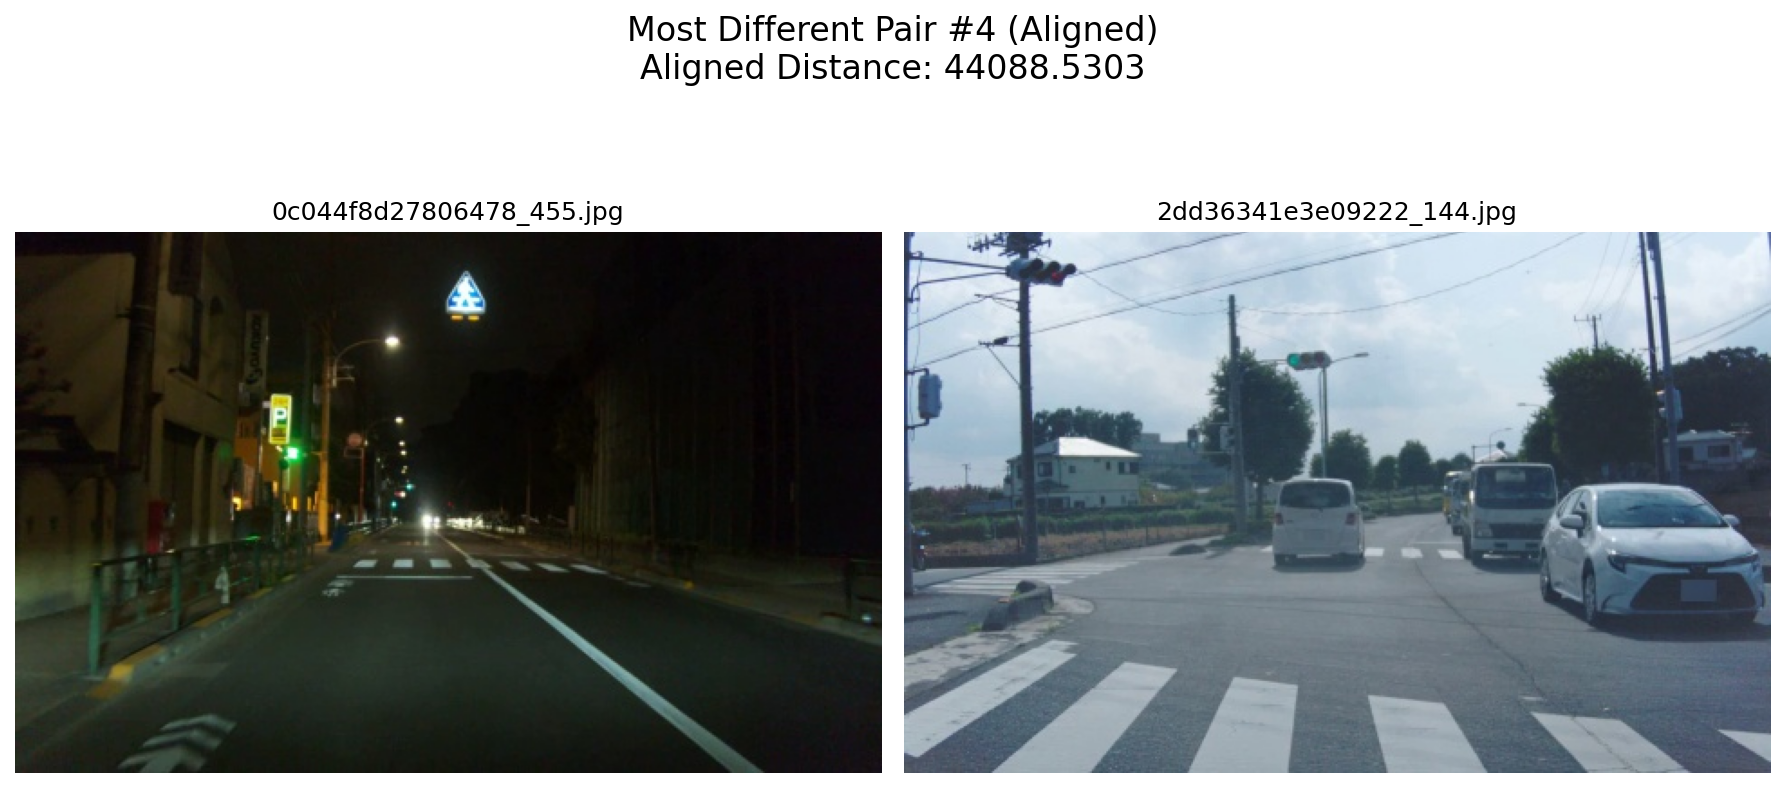 Most Different Pair #4 (Aligned)
Aligned Distance: 44088.5303
0c044f8d27806478_455.jpg
2dd36341e3e09222_144.jpg
P